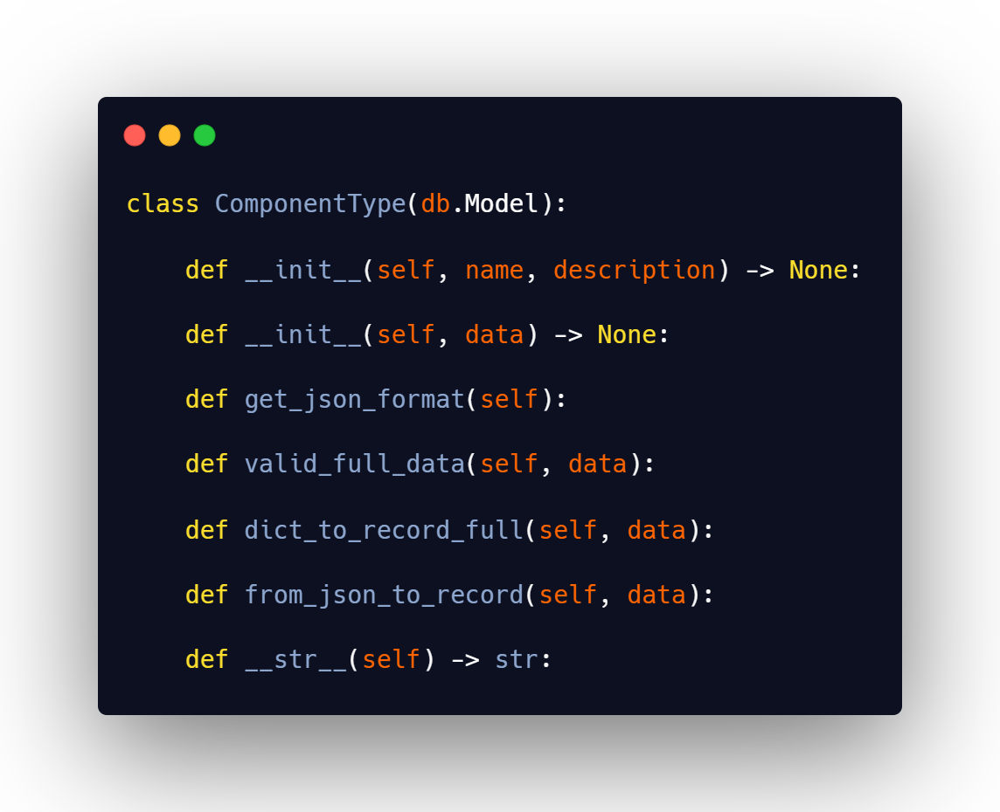 class ComponentType(db.Model):
    def __init__(self, name, description) -> None:
    def __init__(self, data) -> None:
    def get_json_format(self):
    def valid_full_data(self, data):
    def dict_to_record_full(self, data):
    def from_json_to_record(self, data):
    def __str__(self) -> str: